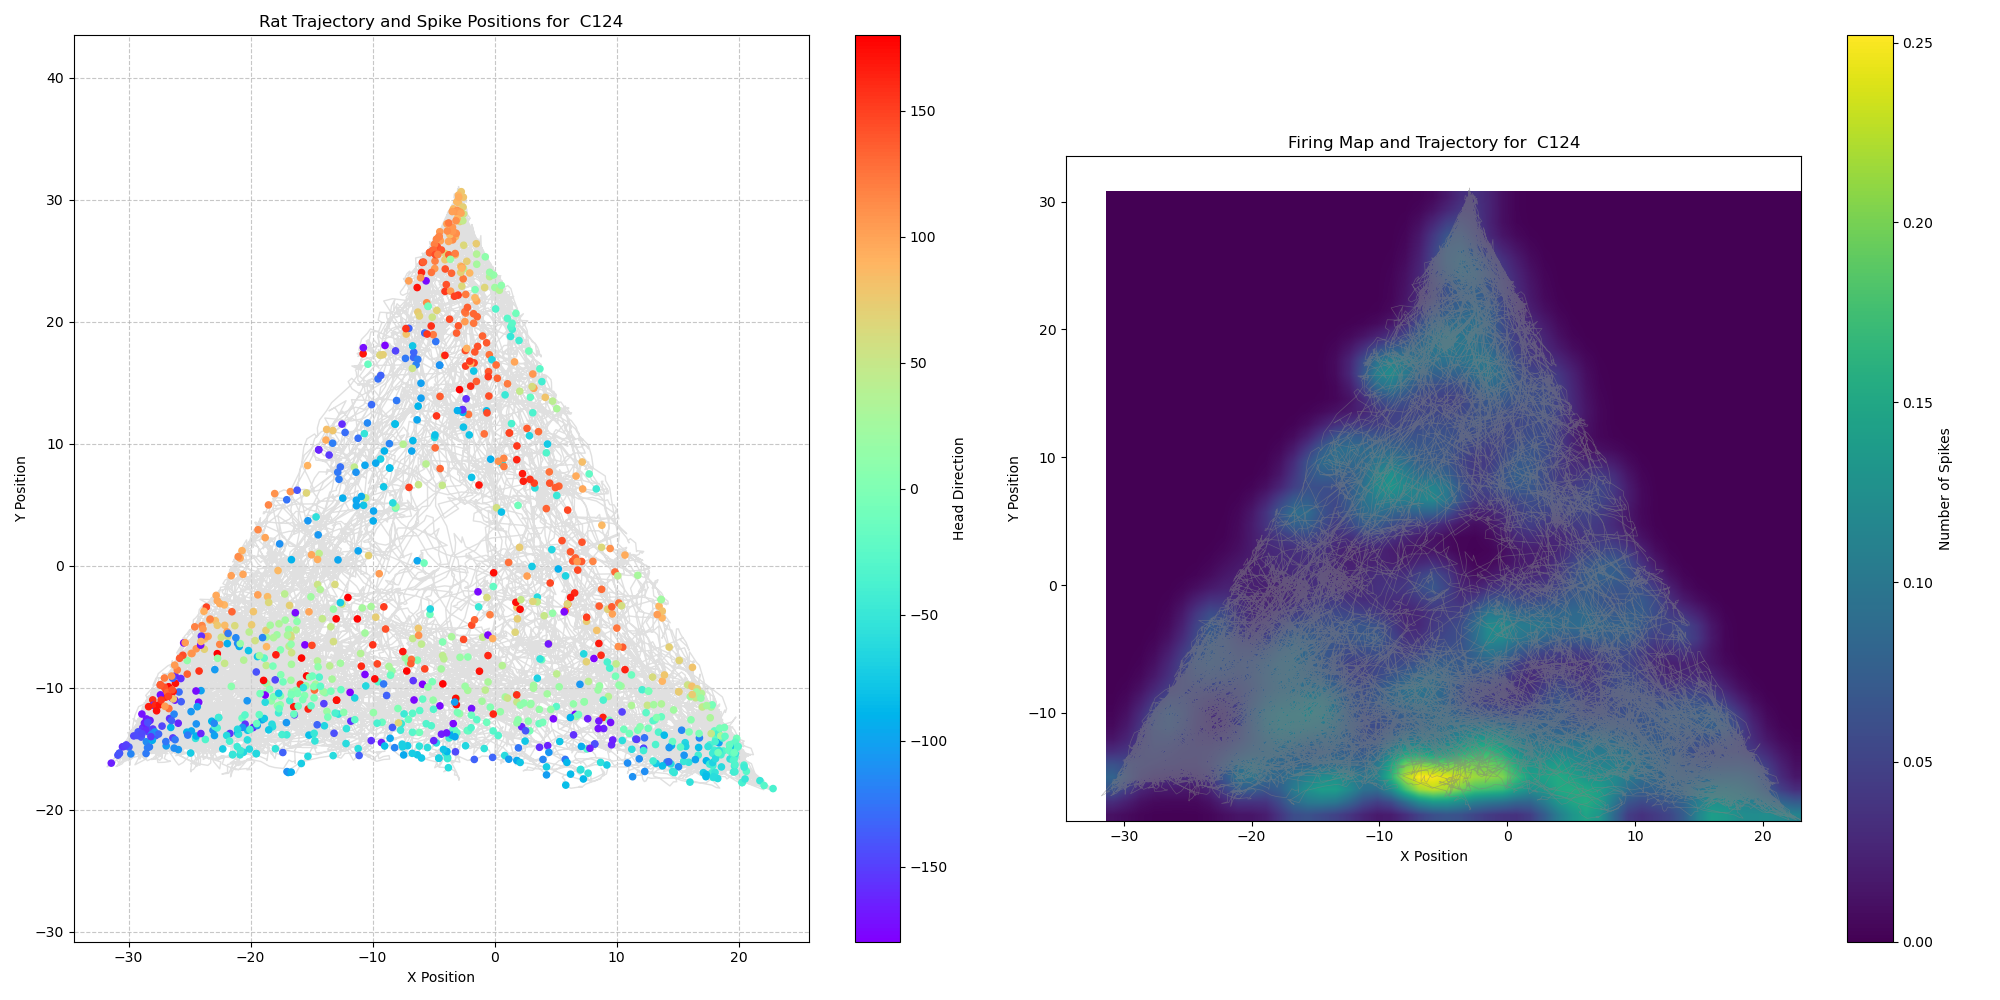 Rat Trajectory and Spike Positions for  C124
40
30
20
10
0
−10
−20
−30
Y Position
−30 −20 −10 0 10 20
X Position
150
100
50
0
−50
−100
−150
Head Direction
Firing Map and Trajectory for  C124
30
20
10
0
−10
Y Position
−30 −20 −10 0 10 20
X Position
0.25
0.20
0.15
0.10
0.05
0.00
Number of Spikes